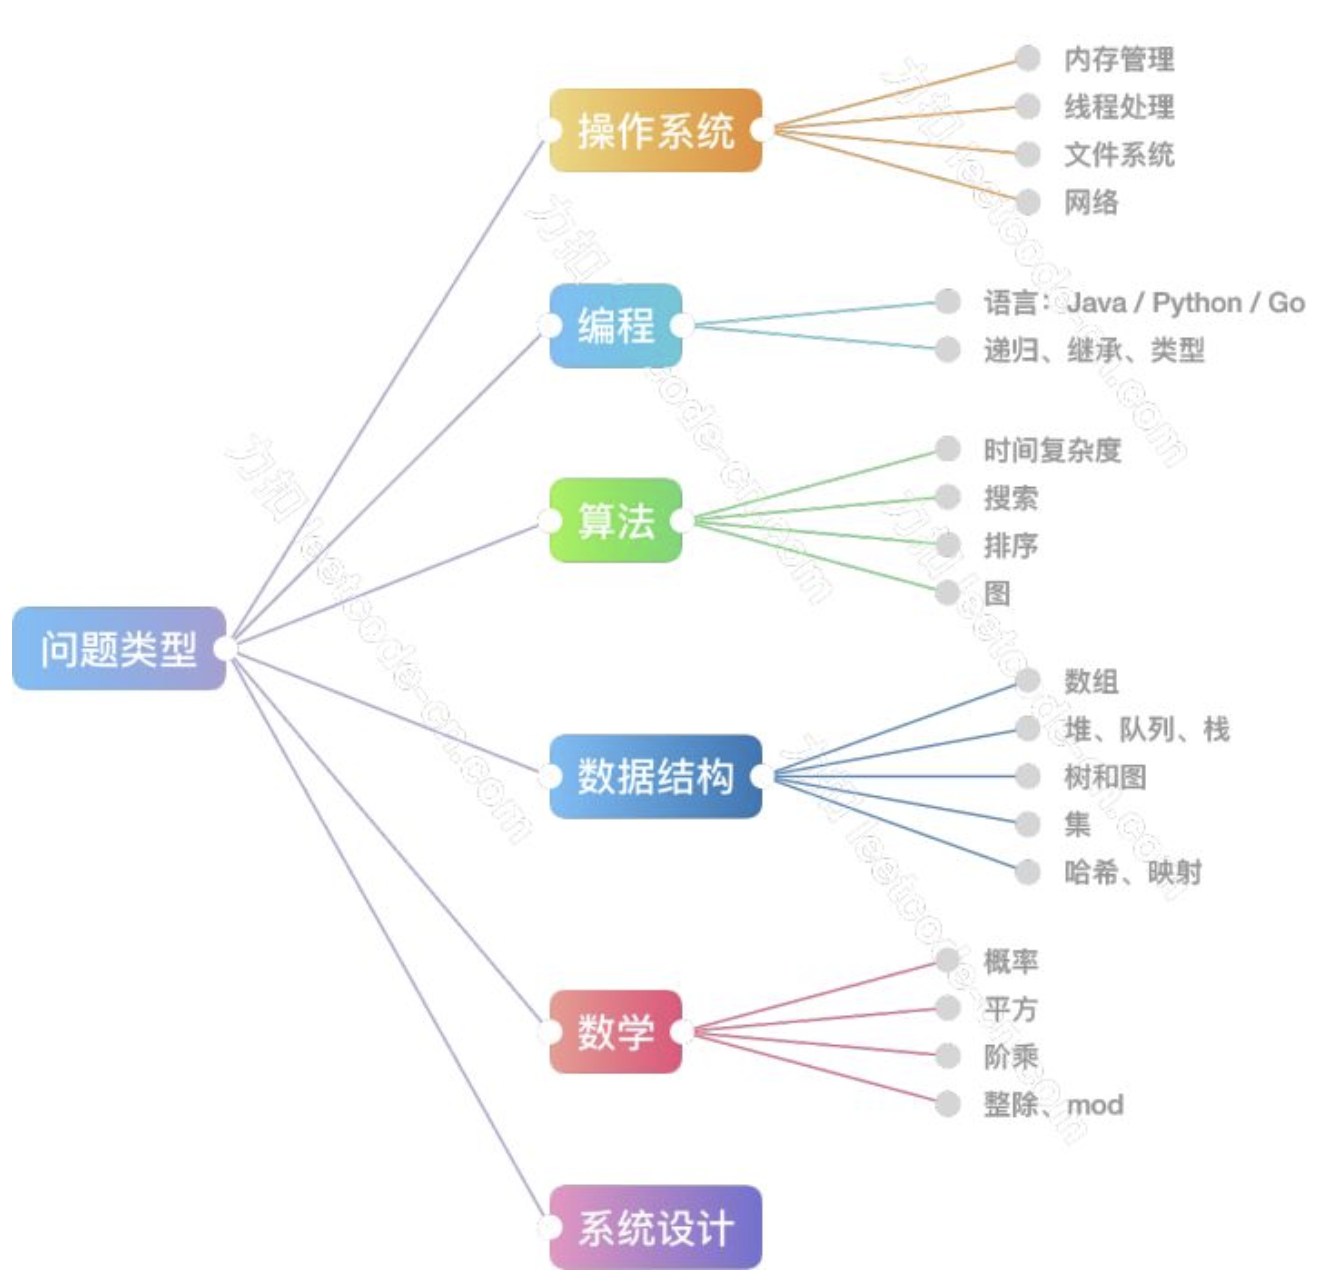 问题类型
操作系统
内存管理
线程处理
文件系统
网络
编程
语言：Java / Python / Go
递归、继承、类型
算法
时间复杂度
搜索
排序
图
数据结构
数组
堆、队列、栈
树和图
集
哈希、映射
数学
概率
平方
阶乘
整除、mod
系统设计
力扣 leetcode-cn.com
力扣 leetcode-cn.com
力扣 leetcode-cn.com
力扣 leetcode-cn.com
力扣 leetcode-cn.com